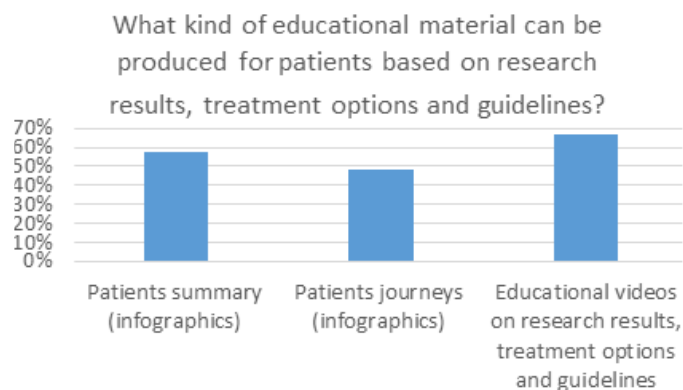 What kind of educational material can be
produced for patients based on research
results, treatment options and guidelines?
70%
60%
50%
40%
30%
20%
10%
0%
Patients summary
(infographics)
Patients journeys
(infographics)
Educational videos
on research results,
treatment options
and guidelines